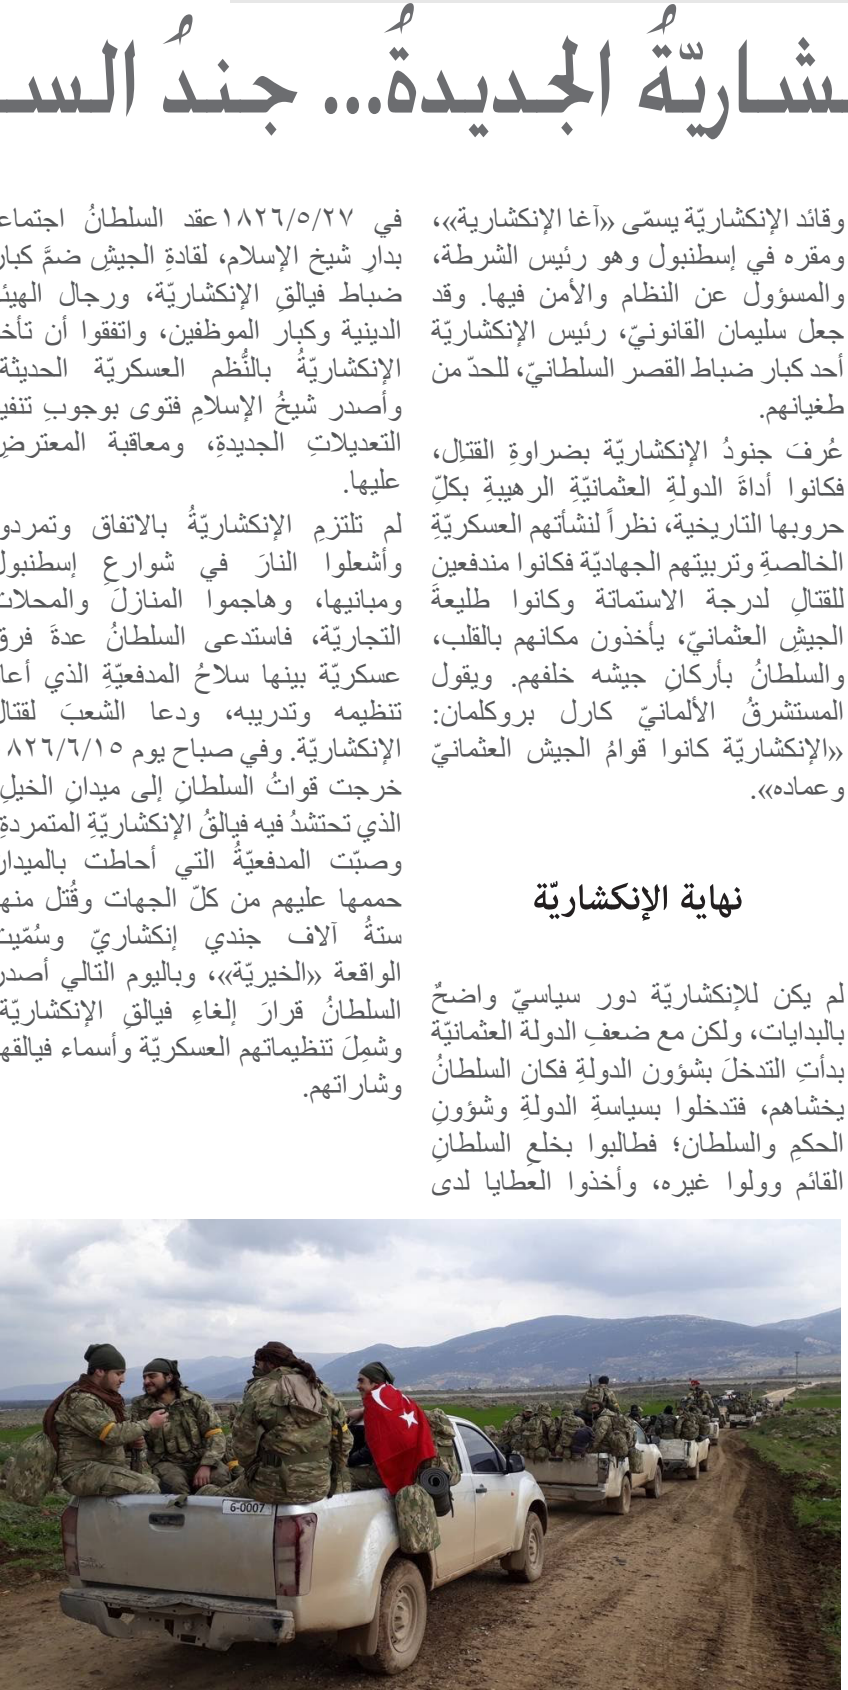 ـشاريّةُ الجديدةُ... جندُ السـ
وقائد الإنكشاريّة يسمّى «آغا الإنكشارية»،
ومقره في إسطنبول وهو رئيس الشرطة،
والمسؤول عن النظام والأمن فيها. وقد
جعل سليمان القانونيّ، رئيس الإنكشاريّة
أحد كبار ضباط القصر السلطانيّ، للحدّ من
طغيانهم.
عُرفَ جنودُ الإنكشاريّة بضراوةِ القتالِ،
فكانوا أداةَ الدولةِ العثمانيّةِ الرهيبةِ بكلِّ
حروبها التاريخية، نظراً لنشأتهم العسكريّةِ
الخالصةِ وتربيتهم الجهاديّة فكانوا مندفعين
للقتالِ لدرجة الاستماتة وكانوا طليعةَ
الجيشِ العثمانيّ، يأخذون مكانهم بالقلب،
والسلطانُ بأركانِ جيشه خلفهم. ويقول
المستشرقُ الألمانيّ كارل بروكلمان:
«الإنكشاريّة كانوا قوامُ الجيش العثمانيّ
وعماده».
نهاية الإنكشاريّة
لم يكن للإنكشاريّة دور سياسيّ واضحٌ
بالبدايات، ولكن مع ضعفِ الدولة العثمانيّة
بدأتِ التدخلَ بشؤون الدولةِ فكان السلطانُ
يخشاهم، فتدخلوا بسياسةِ الدولةِ وشؤونِ
الحكمِ والسلطان؛ فطالبوا بخلعِ السلطانِ
القائم وولوا غيره، وأخذوا العَطايا لدى
في ١٨٢٦/٥/٢٧عقد السلطانُ اجتماعـ
بدارِ شيخ الإسلام، لقادةِ الجيشِ ضمَّ كبار
ضباط فيالقِ الإنكشاريّة، ورجال الهيئـ
الدينية وكبار الموظفين، واتفقوا أن تأخـ
الإنكشاريّةُ بالنُّظم العسكريّة الحديثة
وأصدر شيخُ الإسلامِ فتوى بوجوبِ تنفيـ
التعديلاتِ الجديدةِ، ومعاقبة المعترضِ
عليها.
لم تلتزمِ الإنكشاريّةُ بالاتفاق وتمردو
وأشعلوا النارَ في شوارعِ إسطنبول
ومبانيها، وهاجموا المنازلَ والمحلات
التجاريّة، فاستدعى السلطانُ عدةَ فرق
عسكريّة بينها سلاحُ المدفعيّةِ الذي أعا
تنظيمه وتدريبه، ودعا الشعبَ لقتال
الإنكشاريّة. وفي صباح يوم ٨٢٦/٦/١٥
خرجت قواتُ السلطانِ إلى ميدانِ الخيلِ
الذي تحتشدُ فيه فيالقُ الإنكشاريّةِ المتمردةِ
وصبّت المدفعيّةُ التي أحاطت بالميدان
حممها عليهم من كلّ الجهات وقُتل منهـ
ستةُ آلاف جندي إنكشاريّ وسُمّيت
الواقعة «الخيريّة»، وباليوم التالي أصدر
السلطانُ قرارَ إلغاءِ فيالقِ الإنكشاريّة
وشمِلَ تنظيماتهم العسكريّة وأسماء فيالقهـ
وشاراتهم.
6-0007